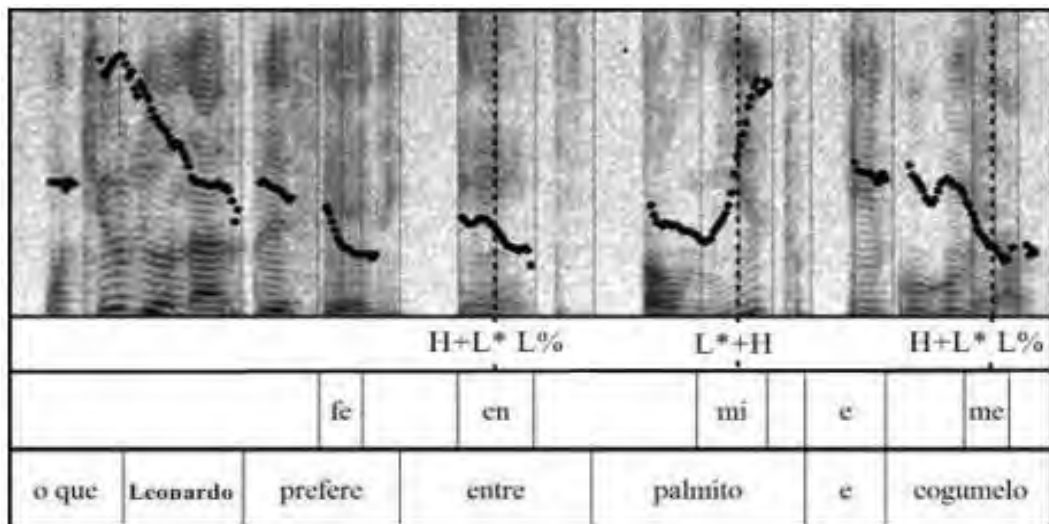 H+L* L% L*+H H+L* L%
fe en mi e me
o que Leonardo prefere entre palmito e cogumelo